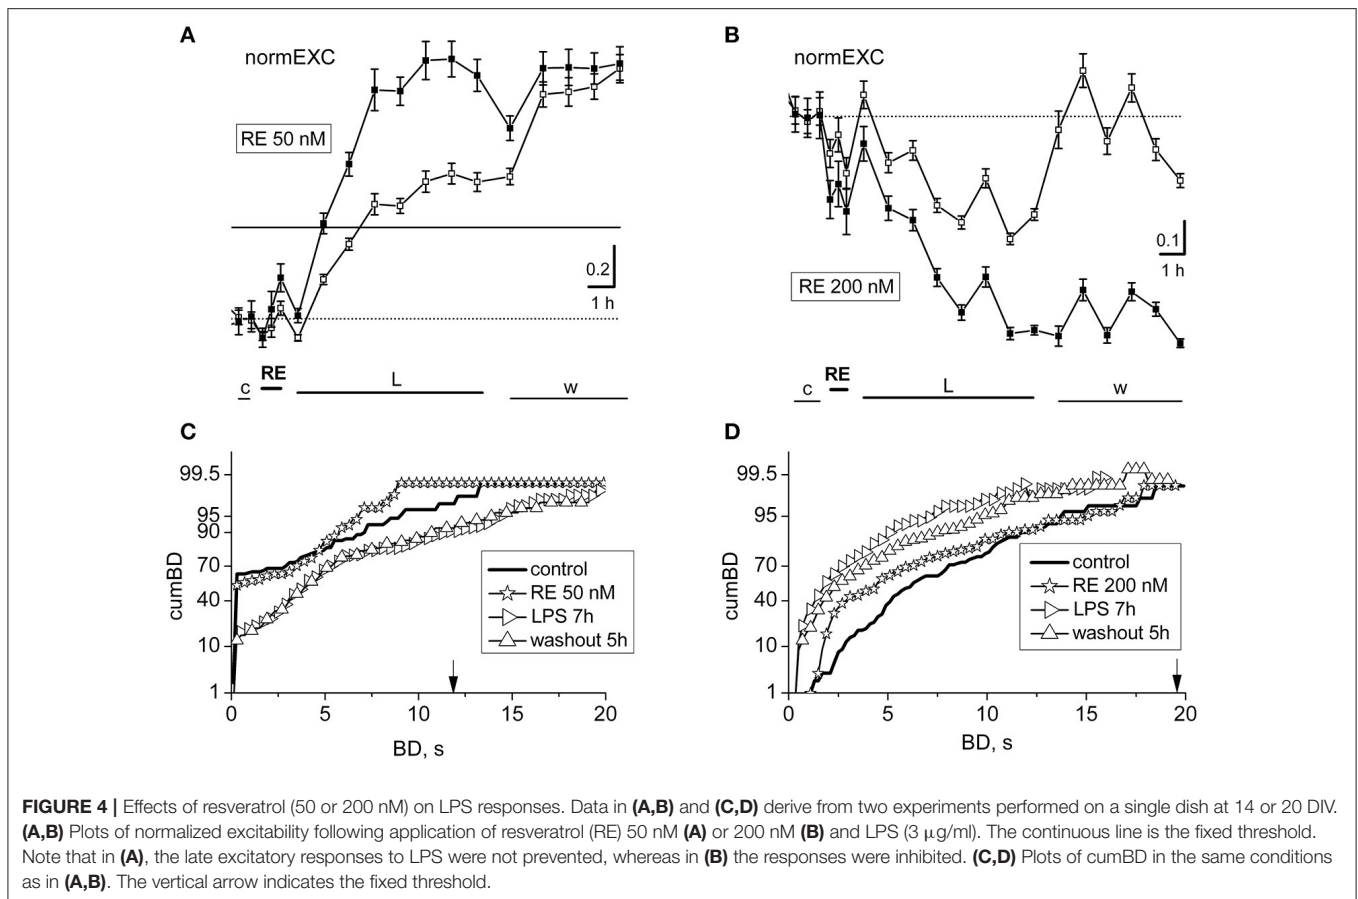 A
normEXC
RE 50 nM
0.2
1 h
RE
c
L
w
B
normEXC
0.1
1 h
RE 200 nM
RE
c
L
w
C
99.5
95
90
70
40
10
1
cumBD
control
RE 50 nM
LPS 7h
washout 5h
0 5 10 15 20
BD, s
D
99.5
95
70
40
10
1
cumBD
control
RE 200 nM
LPS 7h
washout 5h
0 5 10 15 20
BD, s
FIGURE 4 | Effects of resveratrol (50 or 200 nM) on LPS responses. Data in (A,B) and (C,D) derive from two experiments performed on a single dish at 14 or 20 DIV.
(A,B) Plots of normalized excitability following application of resveratrol (RE) 50 nM (A) or 200 nM (B) and LPS (3 μg/ml). The continuous line is the fixed threshold.
Note that in (A), the late excitatory responses to LPS were not prevented, whereas in (B) the responses were inhibited. (C,D) Plots of cumBD in the same conditions
as in (A,B). The vertical arrow indicates the fixed threshold.